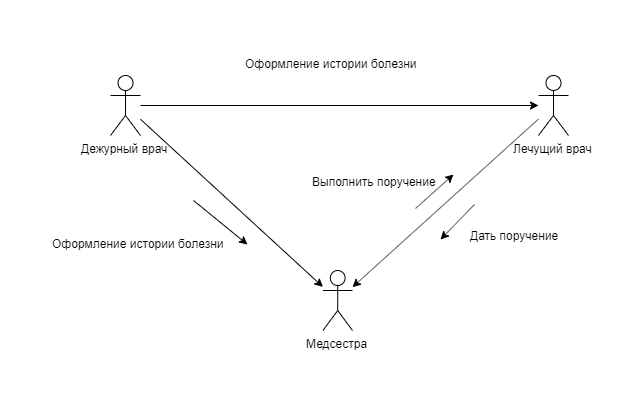 Оформление истории болезни
Дежурный врач
Лечущий врач
Выполнить поручение
Дать поручение
Оформление истории болезни
Медсестра